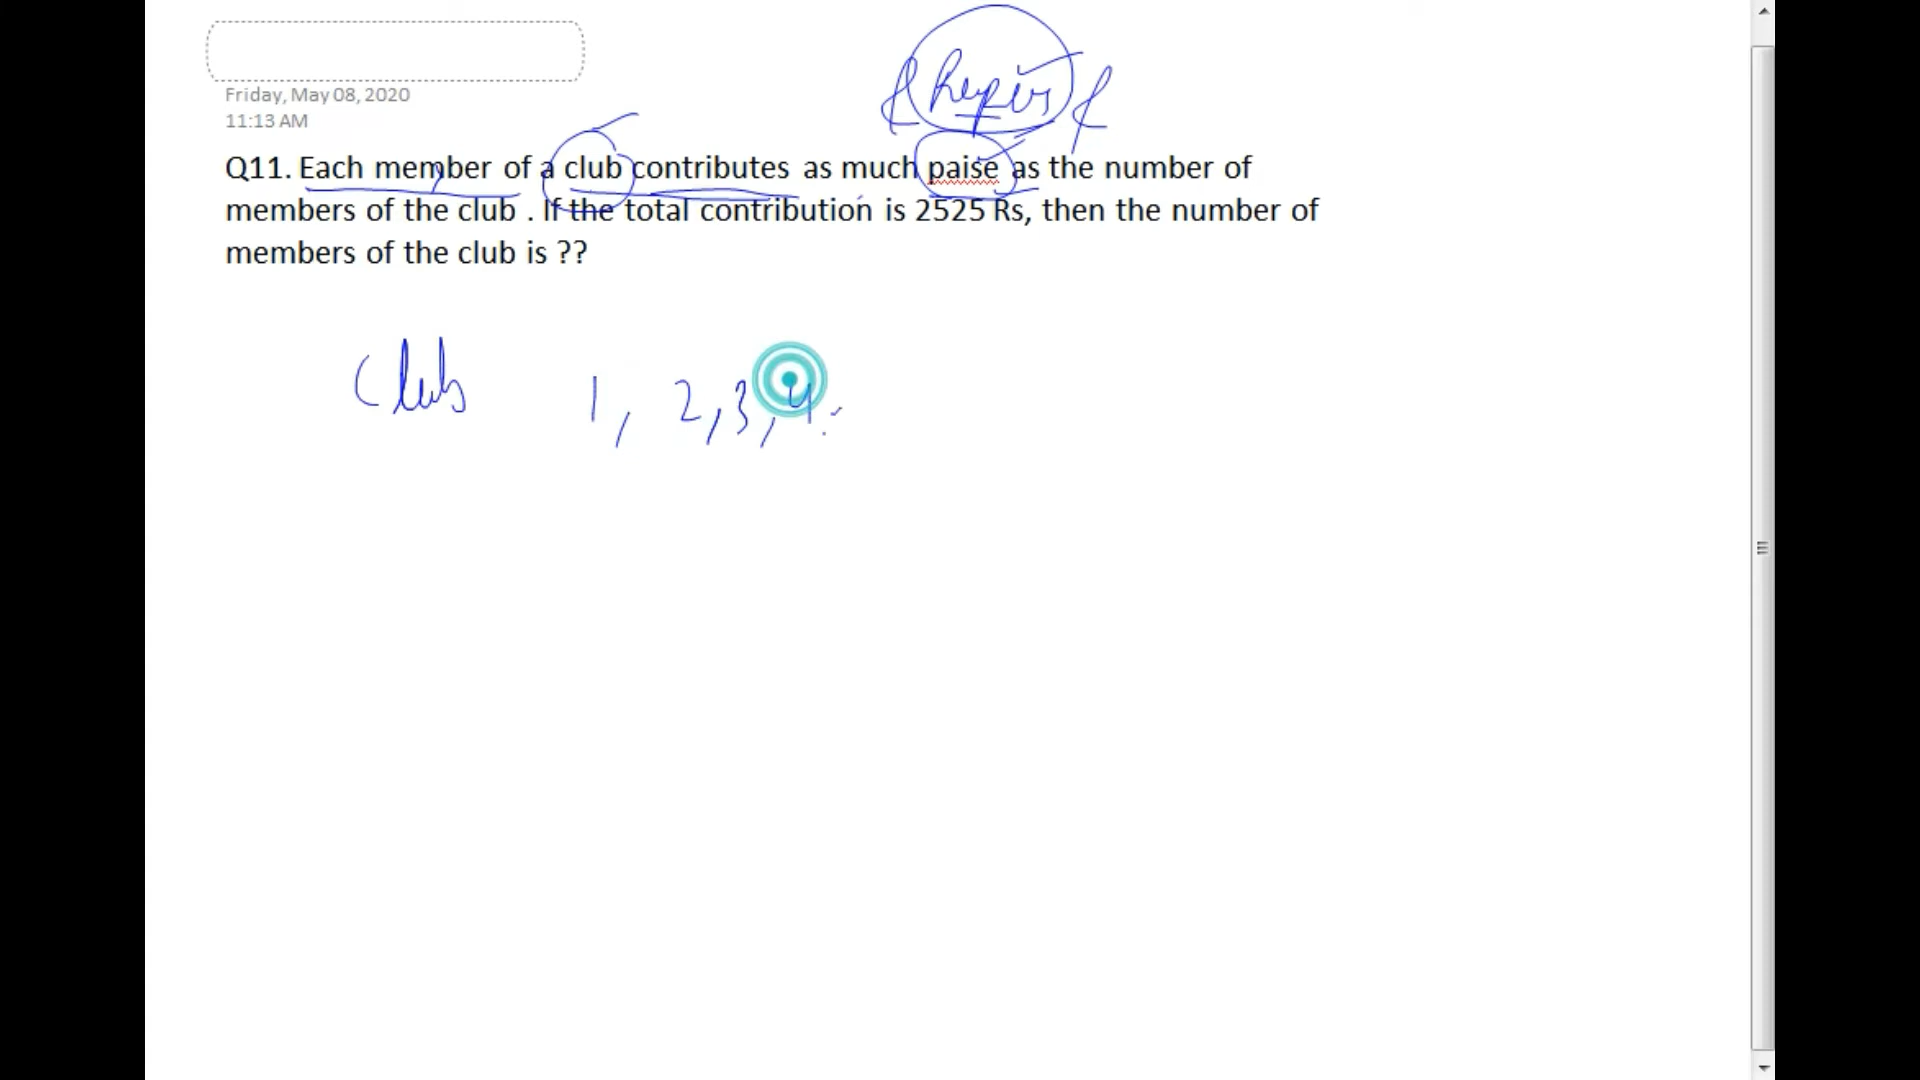 Friday, May 08, 2020
11:13 AM
Rupees
Q11. Each member of a club contributes as much paise as the number of
members of the club . If the total contribution is 2525 Rs, then the number of
members of the club is ??
Club 1, 2, 3, 4.